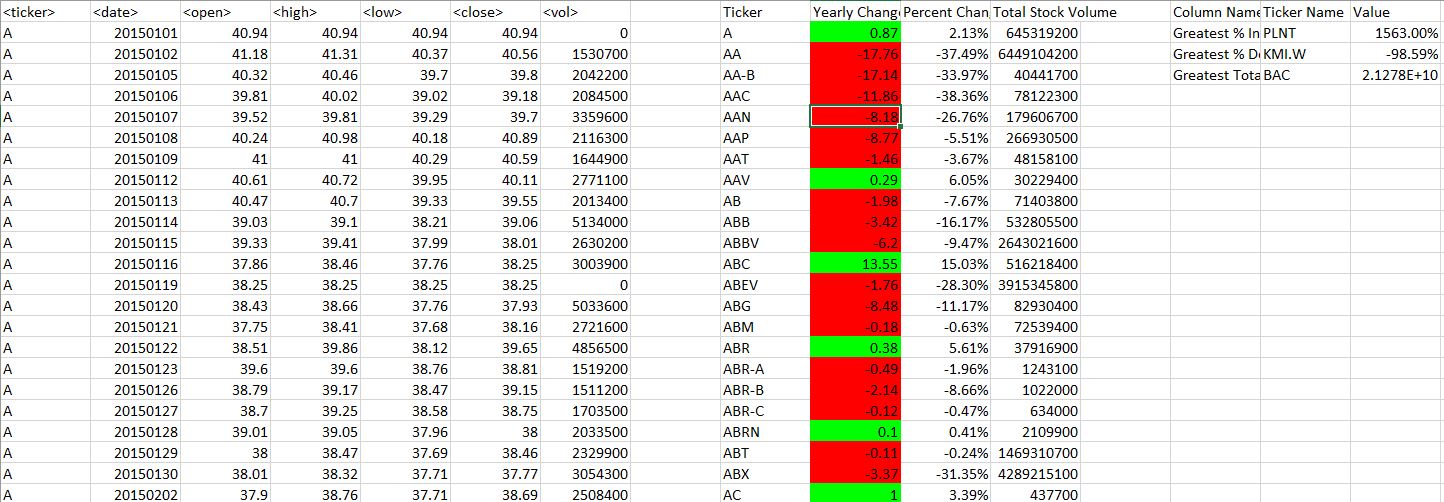 <ticker> <date> <open> <high> <low> <close> <vol> Ticker Yearly Change Percent Chan Total Stock Volume Column Name Ticker Name Value
A 20150101 40.94 40.94 40.94 40.94 0 A 0.87 2.13% 645319200 Greatest % In PLNT 1563.00%
A 20150102 41.18 41.31 40.37 40.56 1530700 AA -17.76 -37.49% 6449104200 Greatest % De KMI.W -98.59%
A 20150105 40.32 40.46 39.7 39.8 2042200 AA-B -17.14 -33.97% 40441700 Greatest Tota BAC 2.1278E+10
A 20150106 39.81 40.02 39.02 39.18 2084500 AAC -11.86 -38.36% 78122300
A 20150107 39.52 39.81 39.29 39.7 3359600 AAN -8.18 -26.76% 179606700
A 20150108 40.24 40.98 40.18 40.89 2116300 AAP -8.77 -5.51% 266930500
A 20150109 41 41 40.29 40.59 1644900 AAT -1.46 -3.67% 48158100
A 20150112 40.61 40.72 39.95 40.11 2771100 AAV 0.29 6.05% 30229400
A 20150113 40.47 40.7 39.33 39.55 2013400 AB -1.98 -7.67% 71403800
A 20150114 39.03 39.1 38.21 39.06 5134000 ABB -3.42 -16.17% 532805500
A 20150115 39.33 39.41 37.99 38.01 2630200 ABBV -6.2 -9.47% 2643021600
A 20150116 37.86 38.46 37.76 38.25 3003900 ABC 13.55 15.03% 516218400
A 20150119 38.25 38.25 38.25 38.25 0 ABEV -1.76 -28.30% 3915345800
A 20150120 38.43 38.66 37.76 37.93 5033600 ABG -8.48 -11.17% 82930400
A 20150121 37.75 38.41 37.68 38.16 2721600 ABM -0.18 -0.63% 72539400
A 20150122 38.51 39.86 38.12 39.65 4856500 ABR 0.38 5.61% 37916900
A 20150123 39.6 39.6 38.76 38.81 1519200 ABR-A -0.49 -1.96% 1243100
A 20150126 38.79 39.17 38.47 39.15 1511200 ABR-B -2.14 -8.66% 1022000
A 20150127 38.7 39.25 38.58 38.75 1703500 ABR-C -0.12 -0.47% 634000
A 20150128 39.01 39.05 37.96 38 2033500 ABRN 0.1 0.41% 2109900
A 20150129 38 38.47 37.69 38.46 2329900 ABT -0.11 -0.24% 1469310700
A 20150130 38.01 38.32 37.71 37.77 3054300 ABX -3.37 -31.35% 4289215100
A 20150202 37.9 38.76 37.71 38.69 2508400 AC 1 3.39% 437700